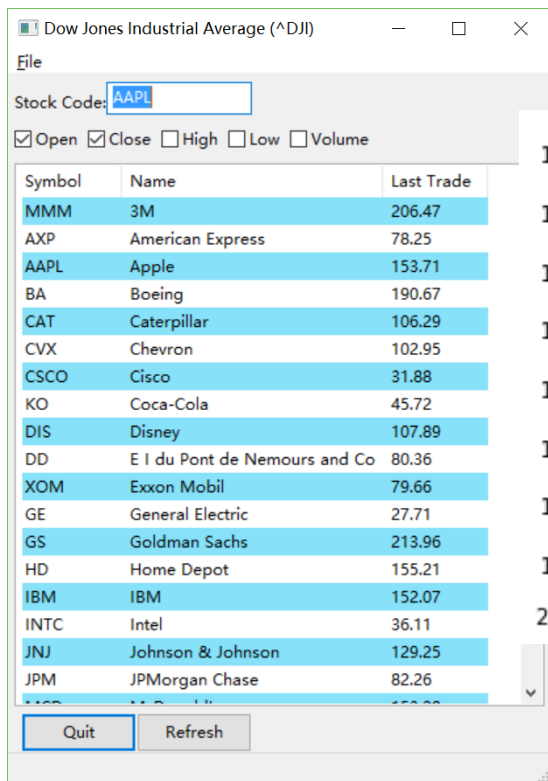 Dow Jones Industrial Average (^DJI)
File
Stock Code: AAPL
Open Close High Low Volume
Symbol Name Last Trade
MMM 3M 206.47
AXP American Express 78.25
AAPL Apple 153.71
BA Boeing 190.67
CAT Caterpillar 106.29
CVX Chevron 102.95
CSCO Cisco 31.88
KO Coca-Cola 45.72
DIS Disney 107.89
DD E I du Pont de Nemours and Co 80.36
XOM Exxon Mobil 79.66
GE General Electric 27.71
GS Goldman Sachs 213.96
HD Home Depot 155.21
IBM IBM 152.07
INTC Intel 36.11
JNJ Johnson & Johnson 129.25
JPM JPMorgan Chase 82.26
Quit Refresh